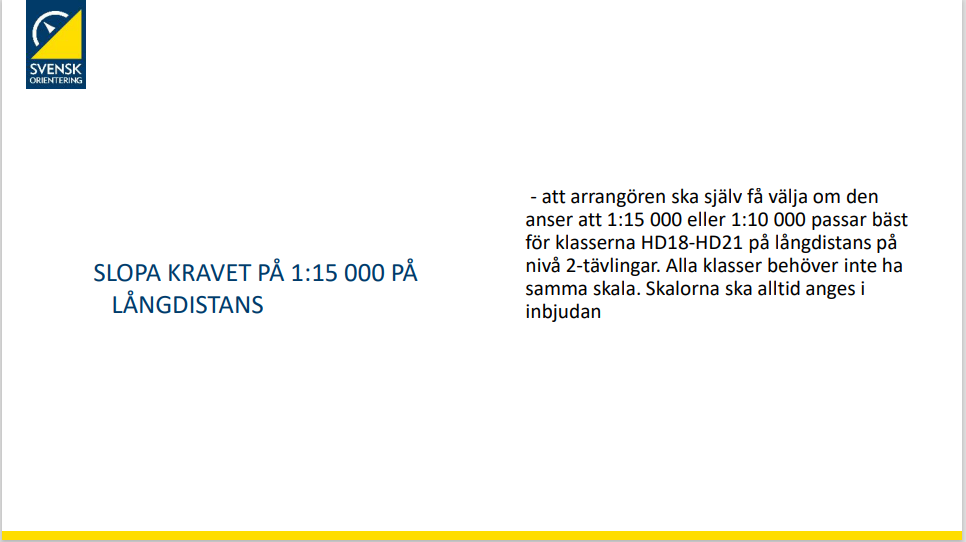 SVENSK
ORIENTERING
SLOPA KRAVET PÅ 1:15 000 PÅ
LÅNGDISTANS
- att arrangören ska själv få välja om den
anser att 1:15 000 eller 1:10 000 passar bäst
för klasserna HD18-HD21 på långdistans på
nivå 2-tävlingar. Alla klasser behöver inte ha
samma skala. Skalorna ska alltid anges i
inbjudan